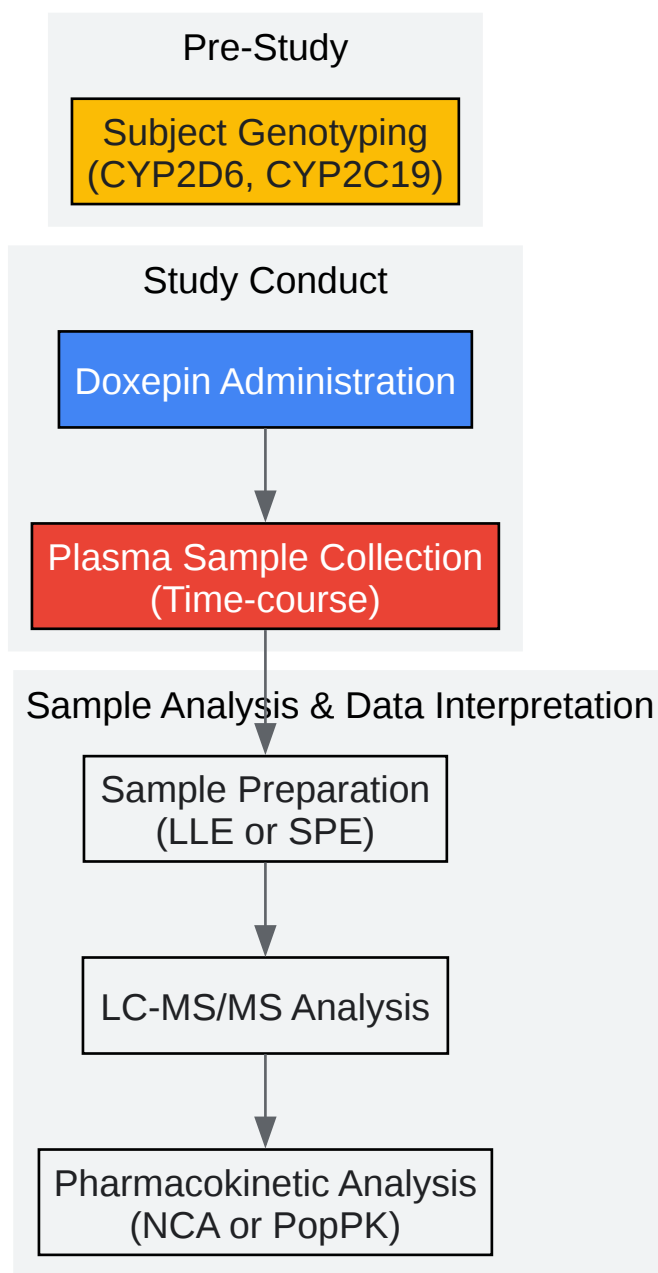 Pre-Study
Subject Genotyping
(CYP2D6, CYP2C19)
Study Conduct
Doxepin Administration
Plasma Sample Collection
(Time-course)
Sample Analysis & Data Interpretation
Sample Preparation
(LLE or SPE)
LC-MS/MS Analysis
Pharmacokinetic Analysis
(NCA or PopPK)